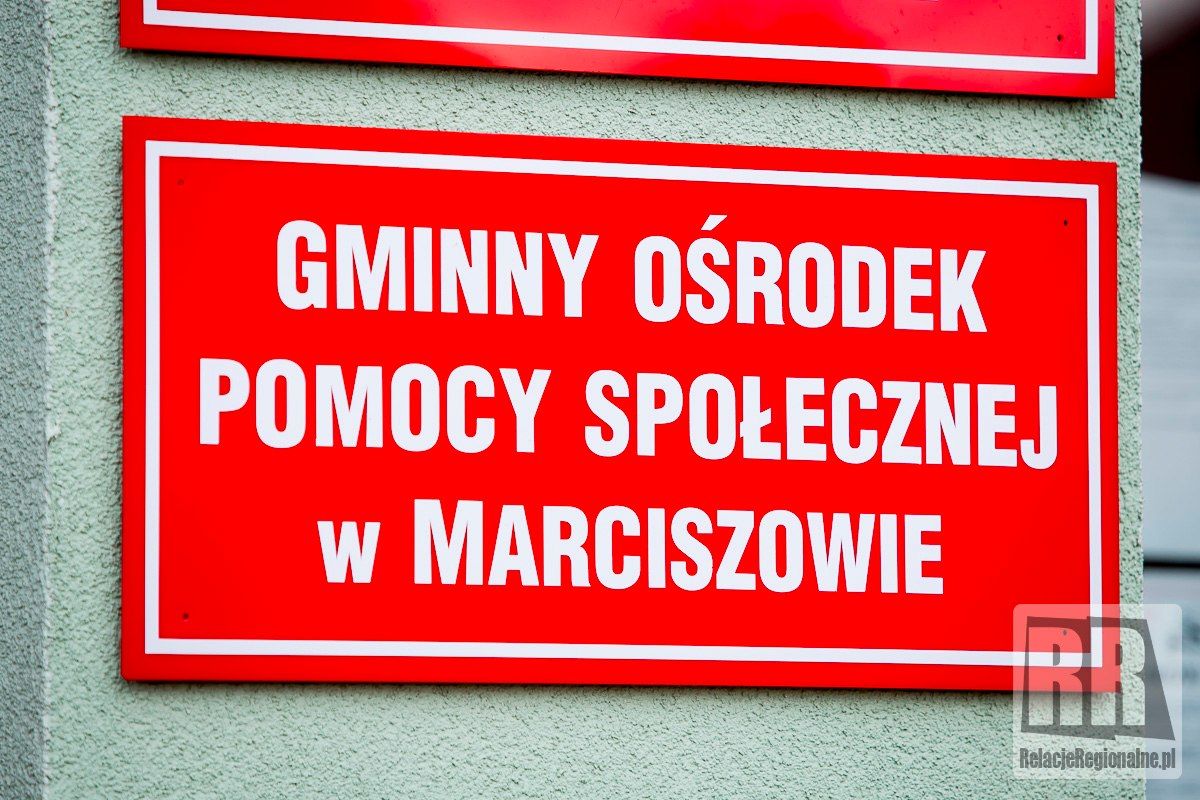 GMINNY OŚRODEK
POMOCY SPOŁECZNEJ
w MARCISZOWIE
RR
RelacjeRegionalne.pl